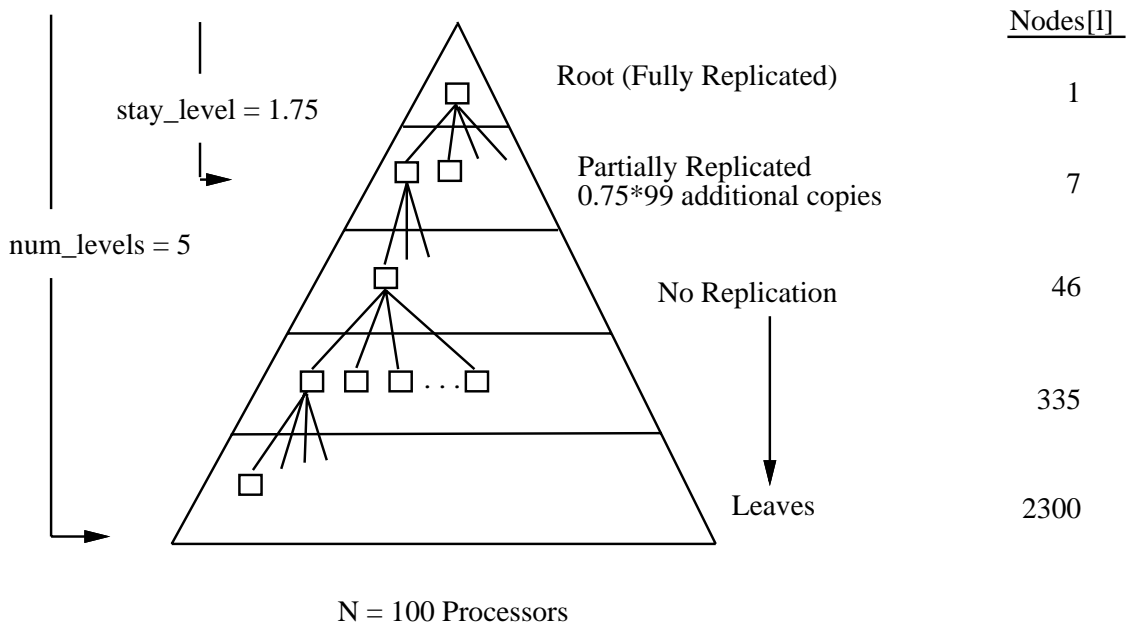 Nodes[l]
Root (Fully Replicated)
1
stay_level = 1.75
Partially Replicated
0.75*99 additional copies
7
num_levels = 5
No Replication
46
. . .
335
Leaves
2300
N = 100 Processors